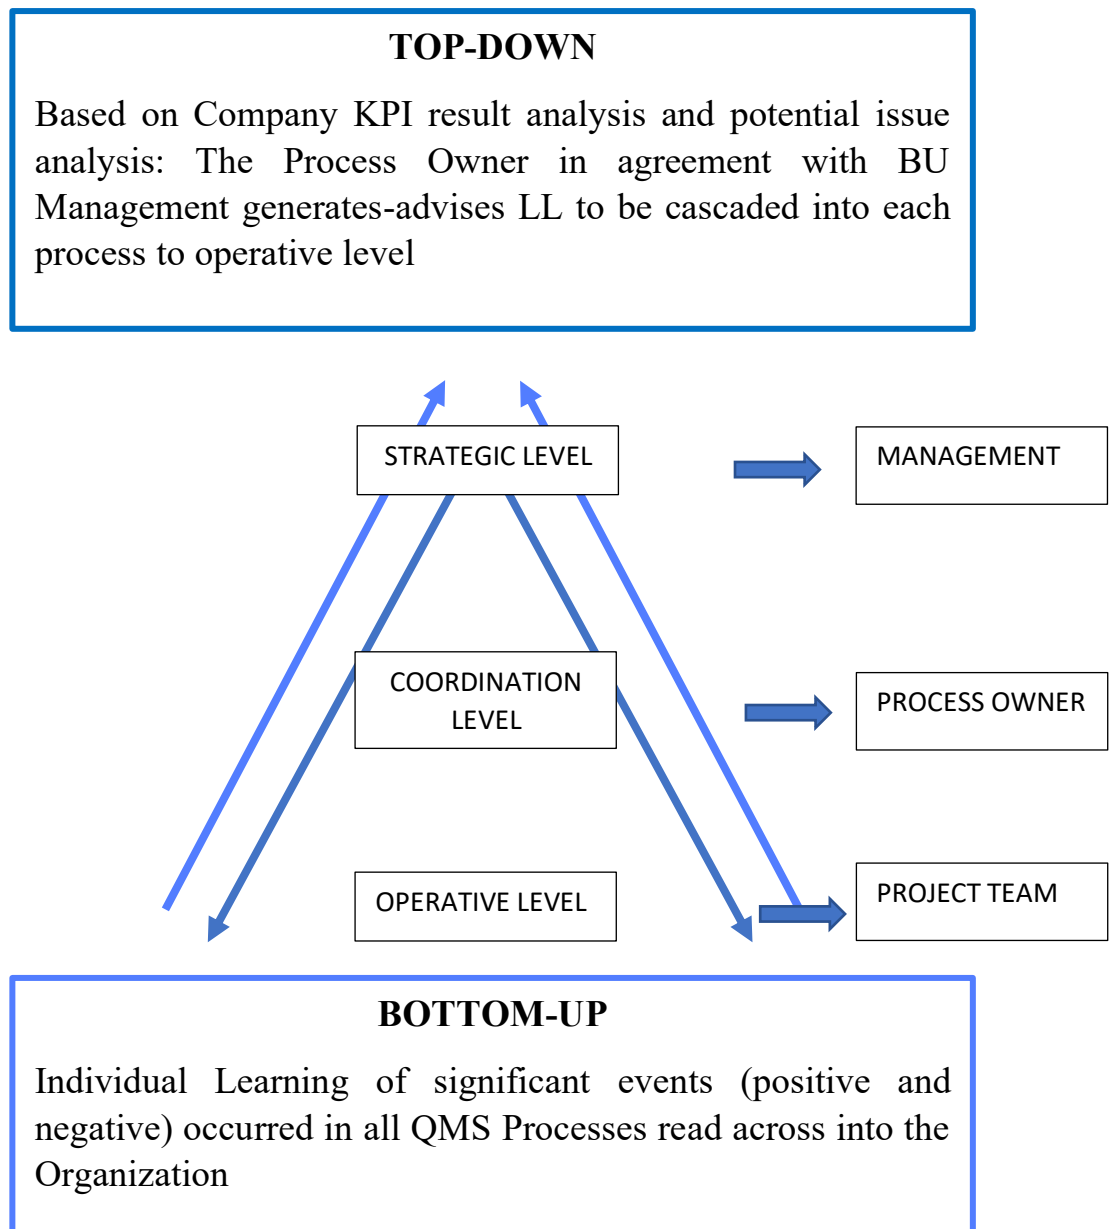 TOP-DOWN
Based on Company KPI result analysis and potential issue
analysis: The Process Owner in agreement with BU
Management generates-advises LL to be cascaded into each
process to operative level
STRATEGIC LEVEL
MANAGEMENT
COORDINATION
LEVEL
PROCESS OWNER
OPERATIVE LEVEL
PROJECT TEAM
BOTTOM-UP
Individual Learning of significant events (positive and
negative) occurred in all QMS Processes read across into the
Organization